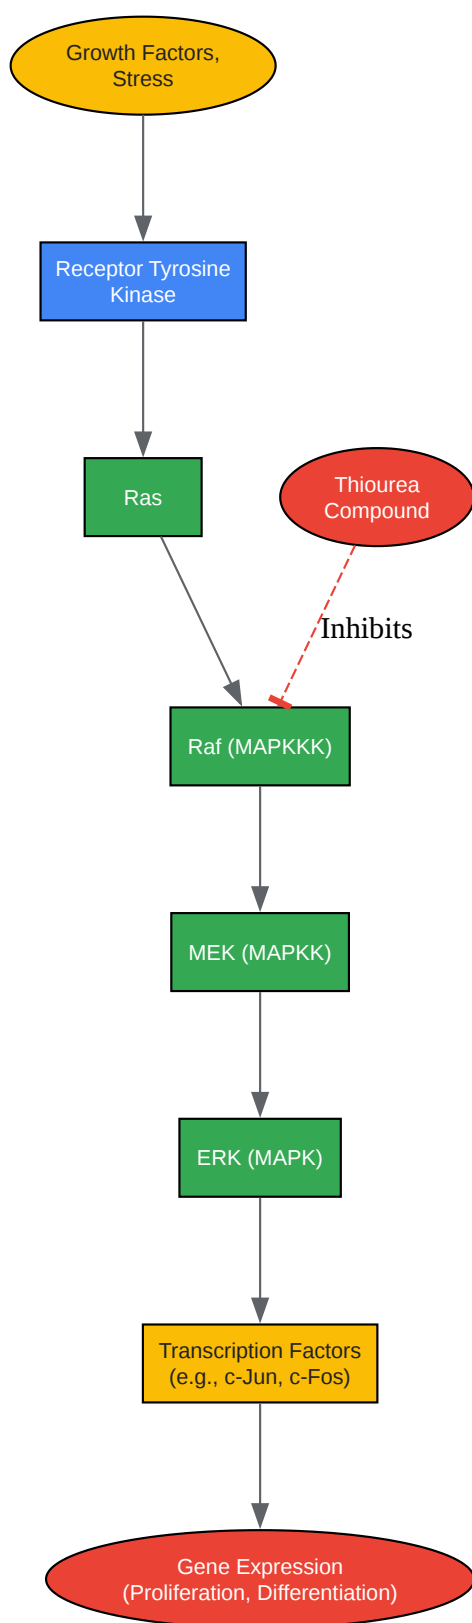 Growth Factors,
Stress
Receptor Tyrosine
Kinase
Ras
Thiourea
Compound
Inhibits
Raf (MAPKKK)
MEK (MAPKK)
ERK (MAPK)
Transcription Factors
(e.g., c-Jun, c-Fos)
Gene Expression
(Proliferation, Differentiation)